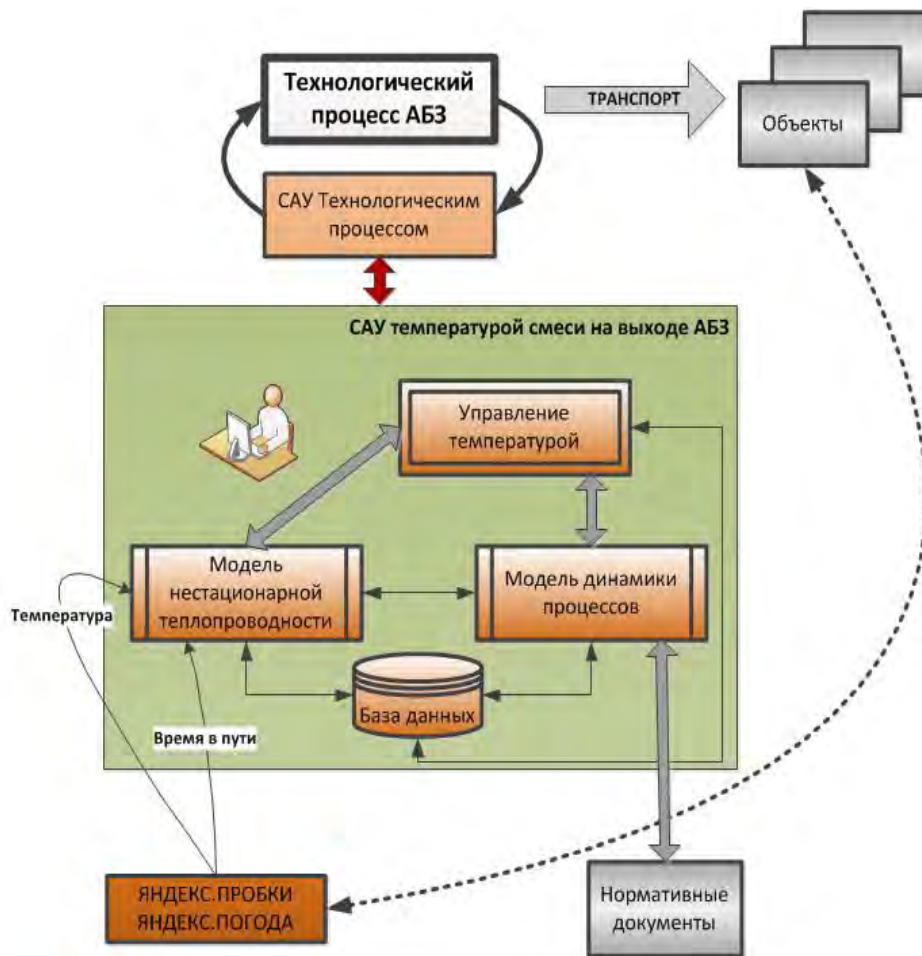 Технологический
процесс АБЗ
ТРАНСПОРТ
Объекты
САУ Технологическим
процессом
САУ температурой смеси на выходе АБЗ
Управление
температурой
Модель
нестационарной
теплопроводности
Модель динамики
процессов
Температура
База данных
Время в пути
ЯНДЕКС.ПРОБКИ
ЯНДЕКС.ПОГОДА
Нормативные
документы